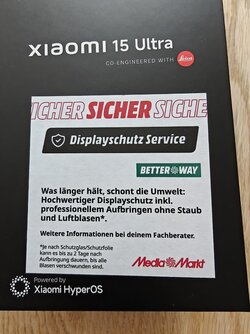 xiaomi 15 Ultra
CO-ENGINEERED WITH Leica
SICHER SICHER SICHE
Displayschutz Service
BETTER WAY
Was länger hält, schont die Umwelt:
Hochwertiger Displayschutz inkl.
professionellem Aufbringen ohne Staub
und Luftblasen*.
Weitere Informationen bei deinem Fachberater.
*Je nach Schutzglas/Schutzfolie
kann es bis zu 2 Tage nach
Aufbringung dauern, bis alle
Blasen verschwunden sind.
MediaMarkt
Powered by
Xiaomi HyperOS